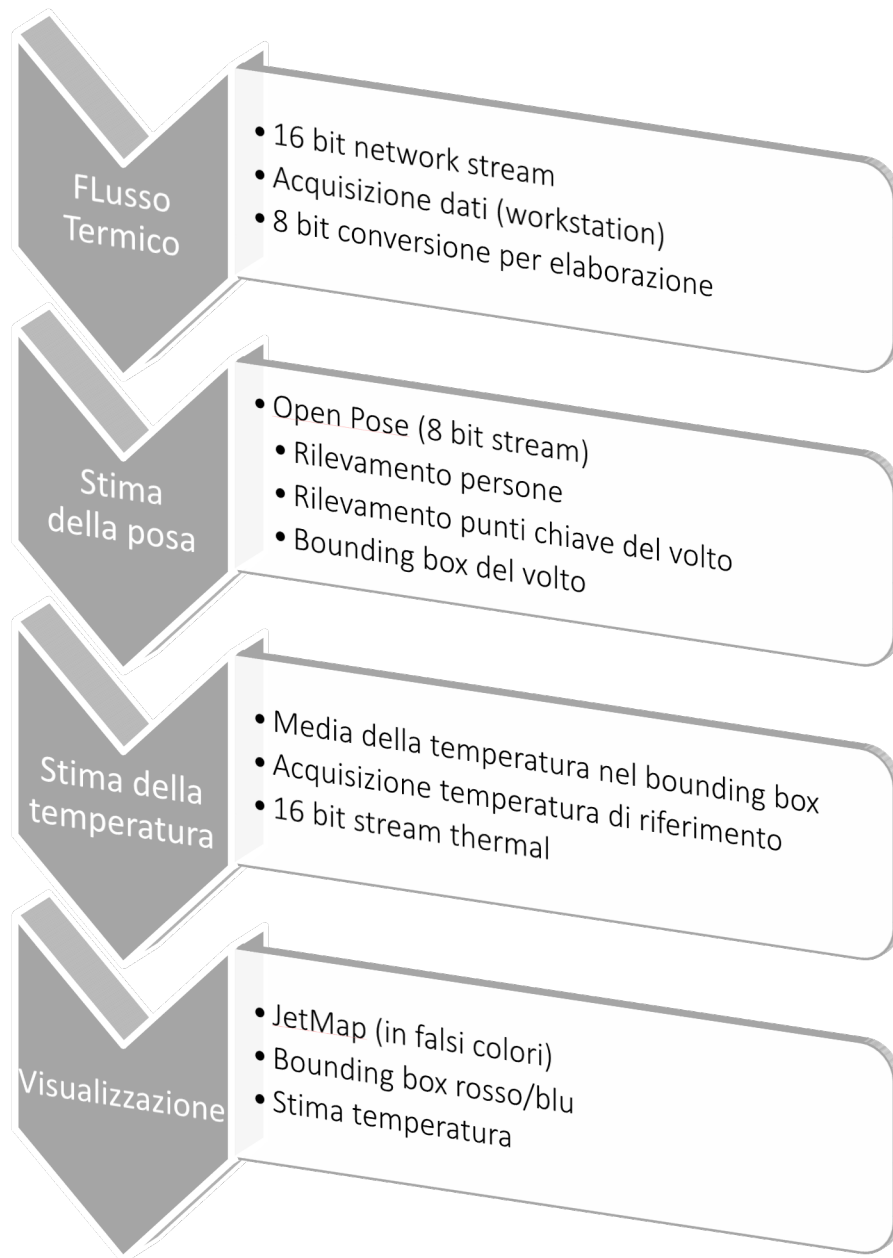 FLusso
Termico
• 16 bit network stream
• Acquisizione dati (workstation)
• 8 bit conversione per elaborazione
Stima
della posa
• Open Pose (8 bit stream)
• Rilevamento persone
• Rilevamento punti chiave del volto
• Bounding box del volto
Stima della
temperatura
• Media della temperatura nel bounding box
• Acquisizione temperatura di riferimento
• 16 bit stream thermal
Visualizzazione
• JetMap (in falsi colori)
• Bounding box rosso/blu
• Stima temperatura